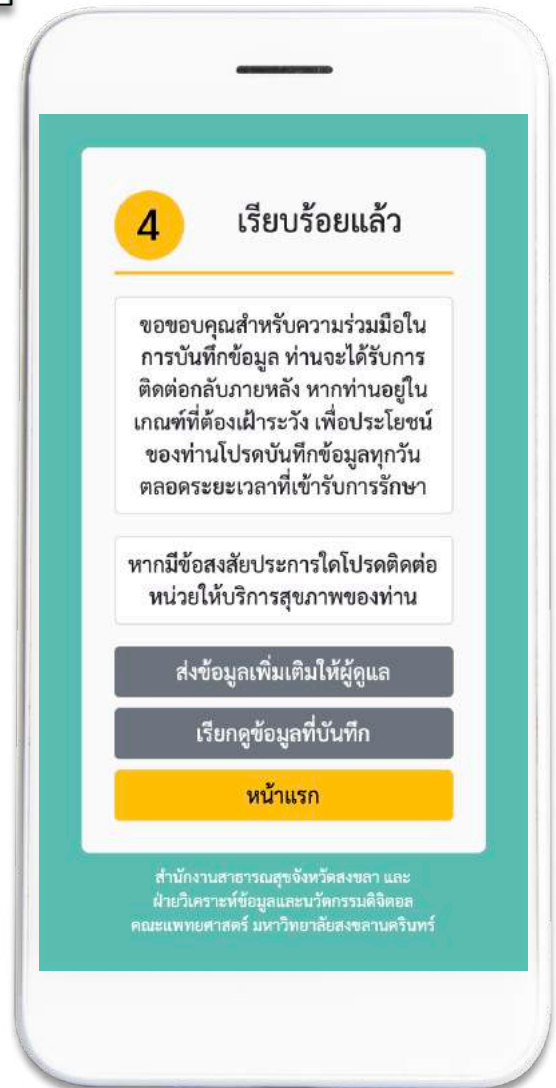 4 เรียบร้อยแล้ว
ขอขอบคุณสำหรับความร่วมมือใน
การบันทึกข้อมูล ท่านจะได้รับการ
ติดต่อกลับภายหลัง หากท่านอยู่ใน
เกณฑ์ที่ต้องเฝ้าระวัง เพื่อประโยชน์
ของท่านโปรดบันทึกข้อมูลทุกวัน
ตลอดระยะเวลาที่เข้ารับการรักษา
หากมีข้อสงสัยประการใดโปรดติดต่อ
หน่วยให้บริการสุขภาพของท่าน
ส่งข้อมูลเพิ่มเติมให้ผู้ดูแล
เรียกดูข้อมูลที่บันทึก
หน้าแรก
สำนักงานสาธารณสุขจังหวัดสงขลา และ
ฝ่ายวิเคราะห์ข้อมูลและนวัตกรรมดิจิตอล
คณะแพทยศาสตร์ มหาวิทยาลัยสงขลานครินทร์